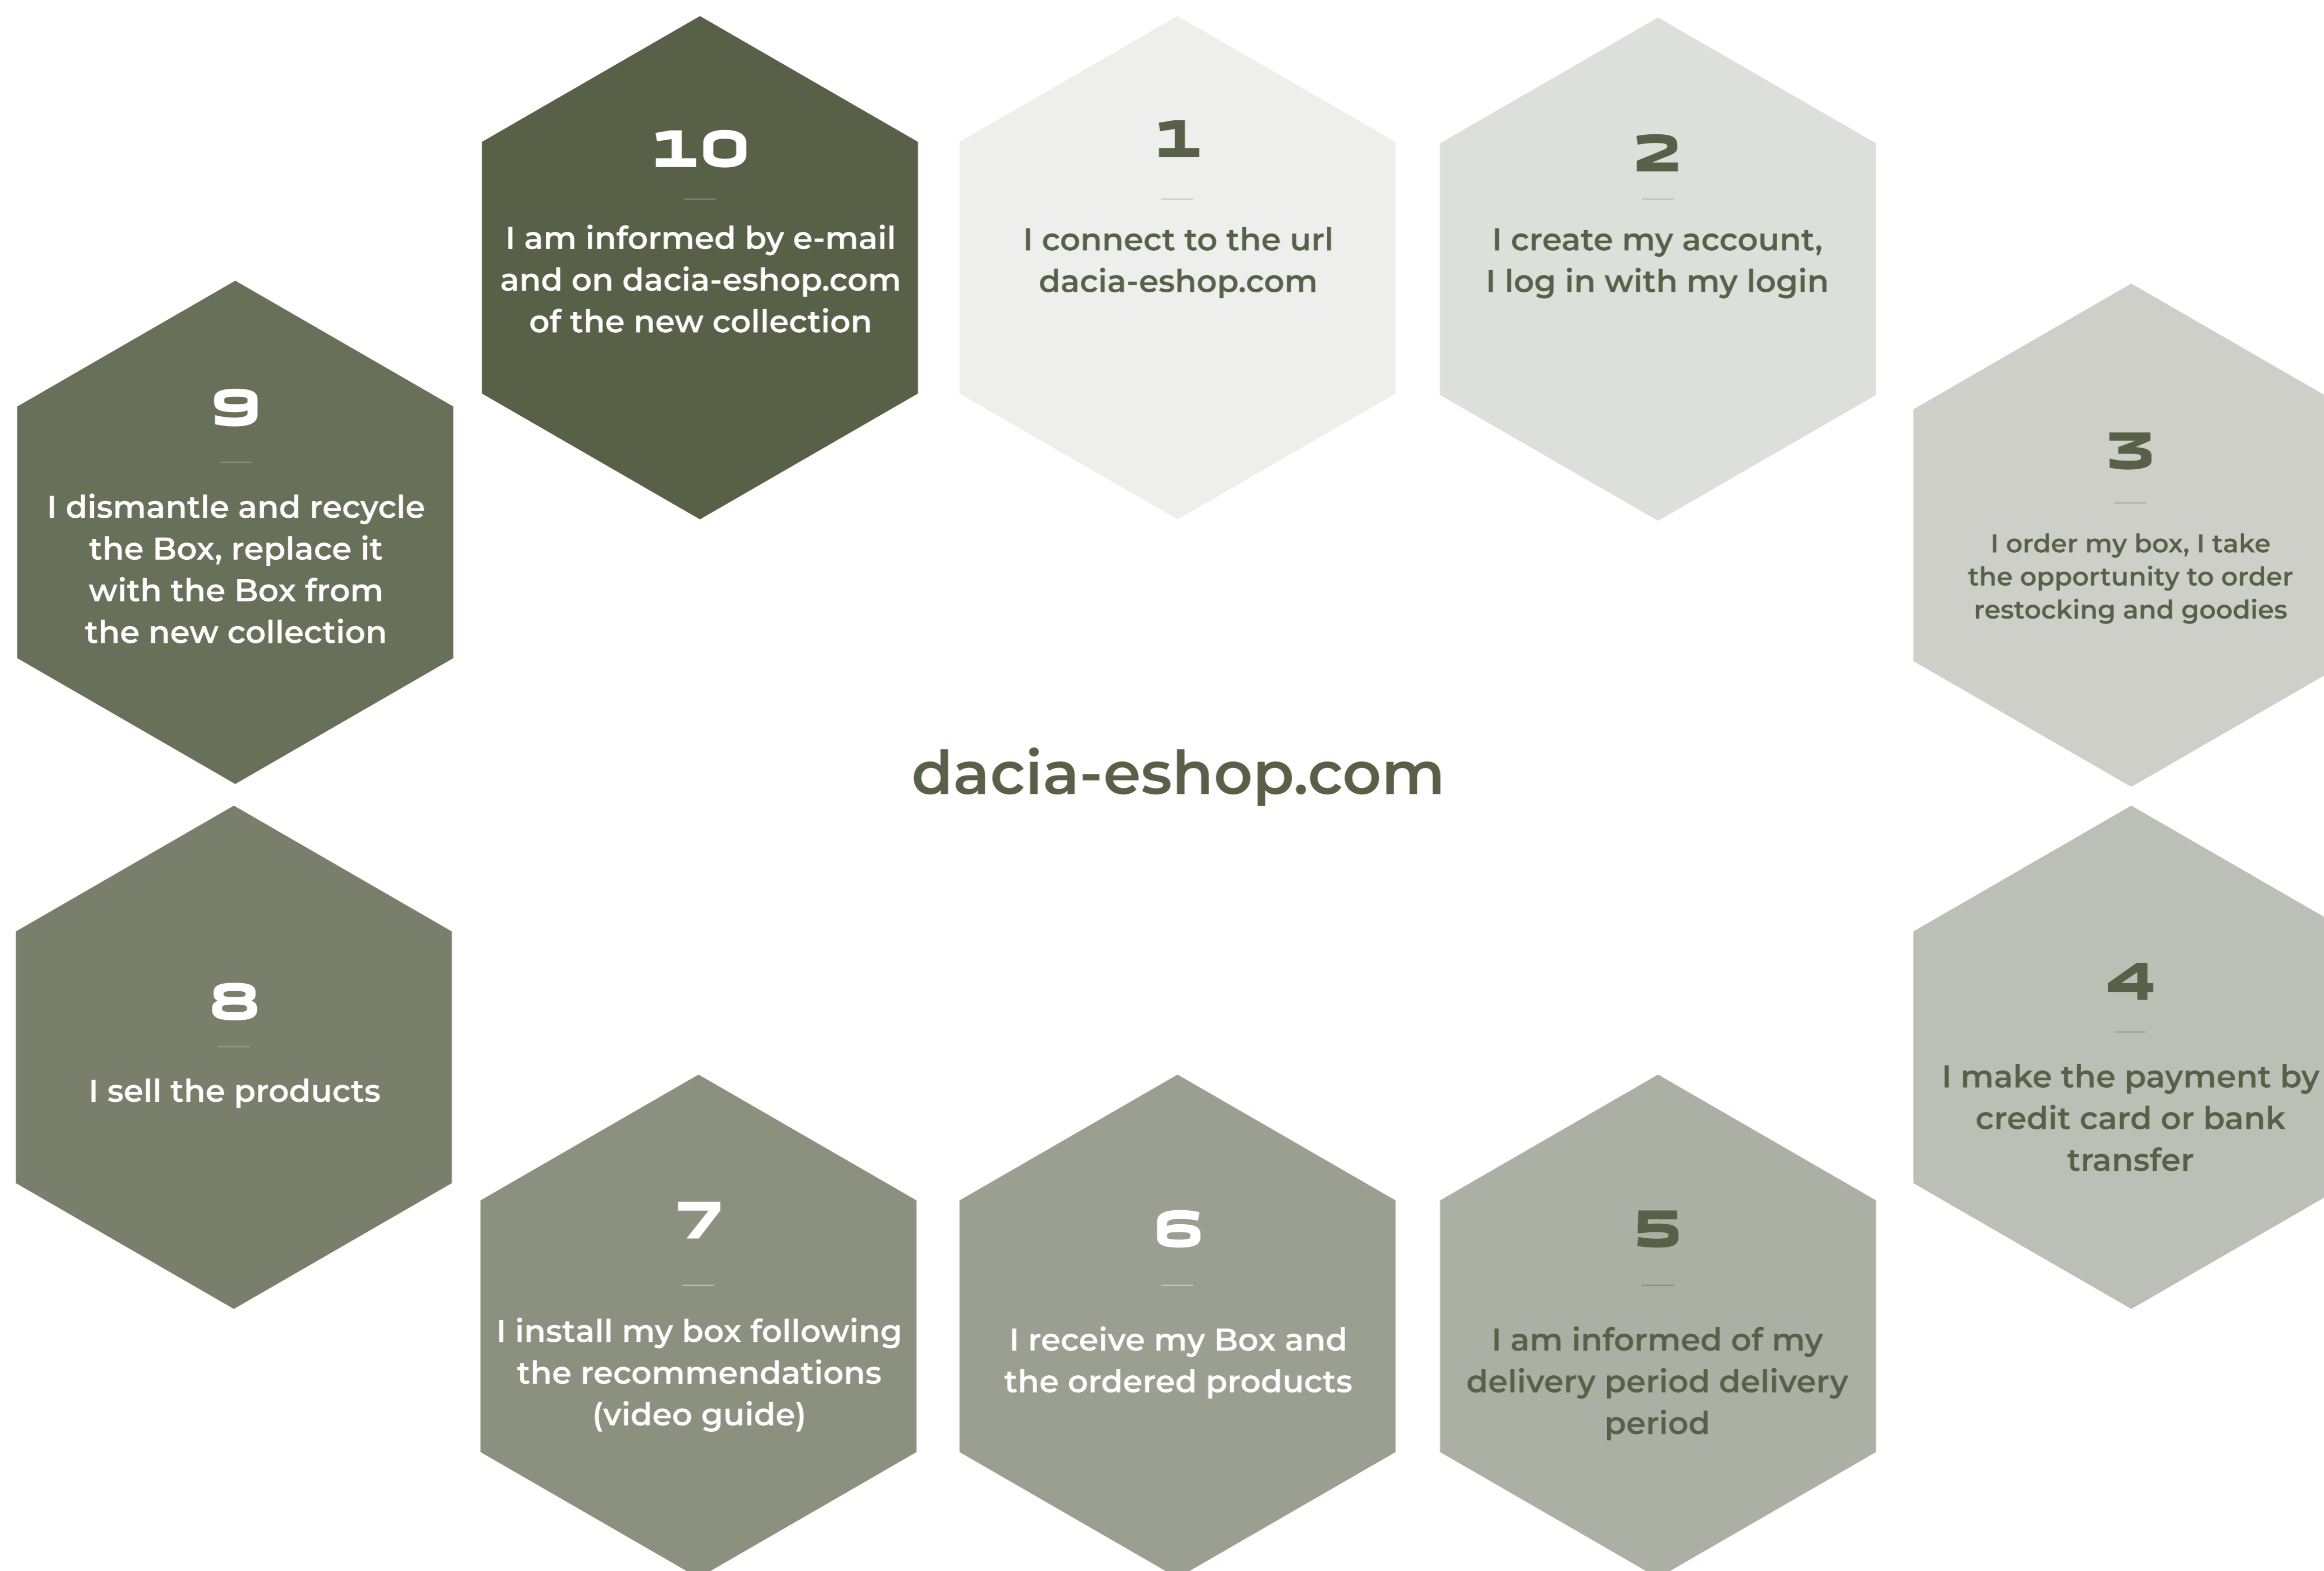 10
I am informed by e-mail
and on dacia-eshop.com
of the new collection
1
I connect to the url
dacia-eshop.com
2
I create my account,
I log in with my login
9
I dismantle and recycle
the Box, replace it
with the Box from
the new collection
3
I order my box, I take
the opportunity to order
restocking and goodies
dacia-eshop.com
8
I sell the products
4
I make the payment by
credit card or bank
transfer
7
I install my box following
the recommendations
(video guide)
6
I receive my Box and
the ordered products
5
I am informed of my
delivery period delivery
period